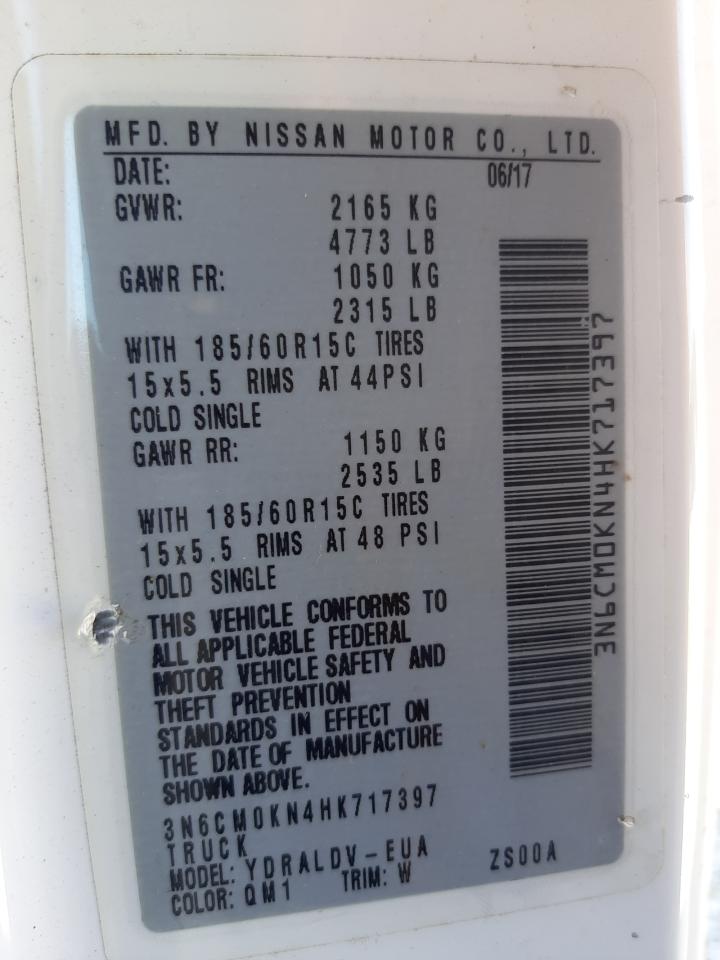 MFD. BY NISSAN MOTOR CO., LTD.
DATE: 06/17
GVWR: 2165 KG
4773 LB
GAWR FR: 1050 KG
2315 LB
WITH 185/60R15C TIRES
15x5.5 RIMS AT 44PSI
COLD SINGLE
GAWR RR: 1150 KG
2535 LB
WITH 185/60R15C TIRES
15x5.5 RIMS AT 48 PSI
COLD SINGLE
THIS VEHICLE CONFORMS TO
ALL APPLICABLE FEDERAL
MOTOR VEHICLE SAFETY AND
THEFT PREVENTION
STANDARDS IN EFFECT ON
THE DATE OF MANUFACTURE
SHOWN ABOVE.
3N6CM0KN4HK717397
TRUCK
MODEL: YDRALDV-EUA ZS00A
COLOR: QM1 TRIM: W
3N6CM0KN4HK717397